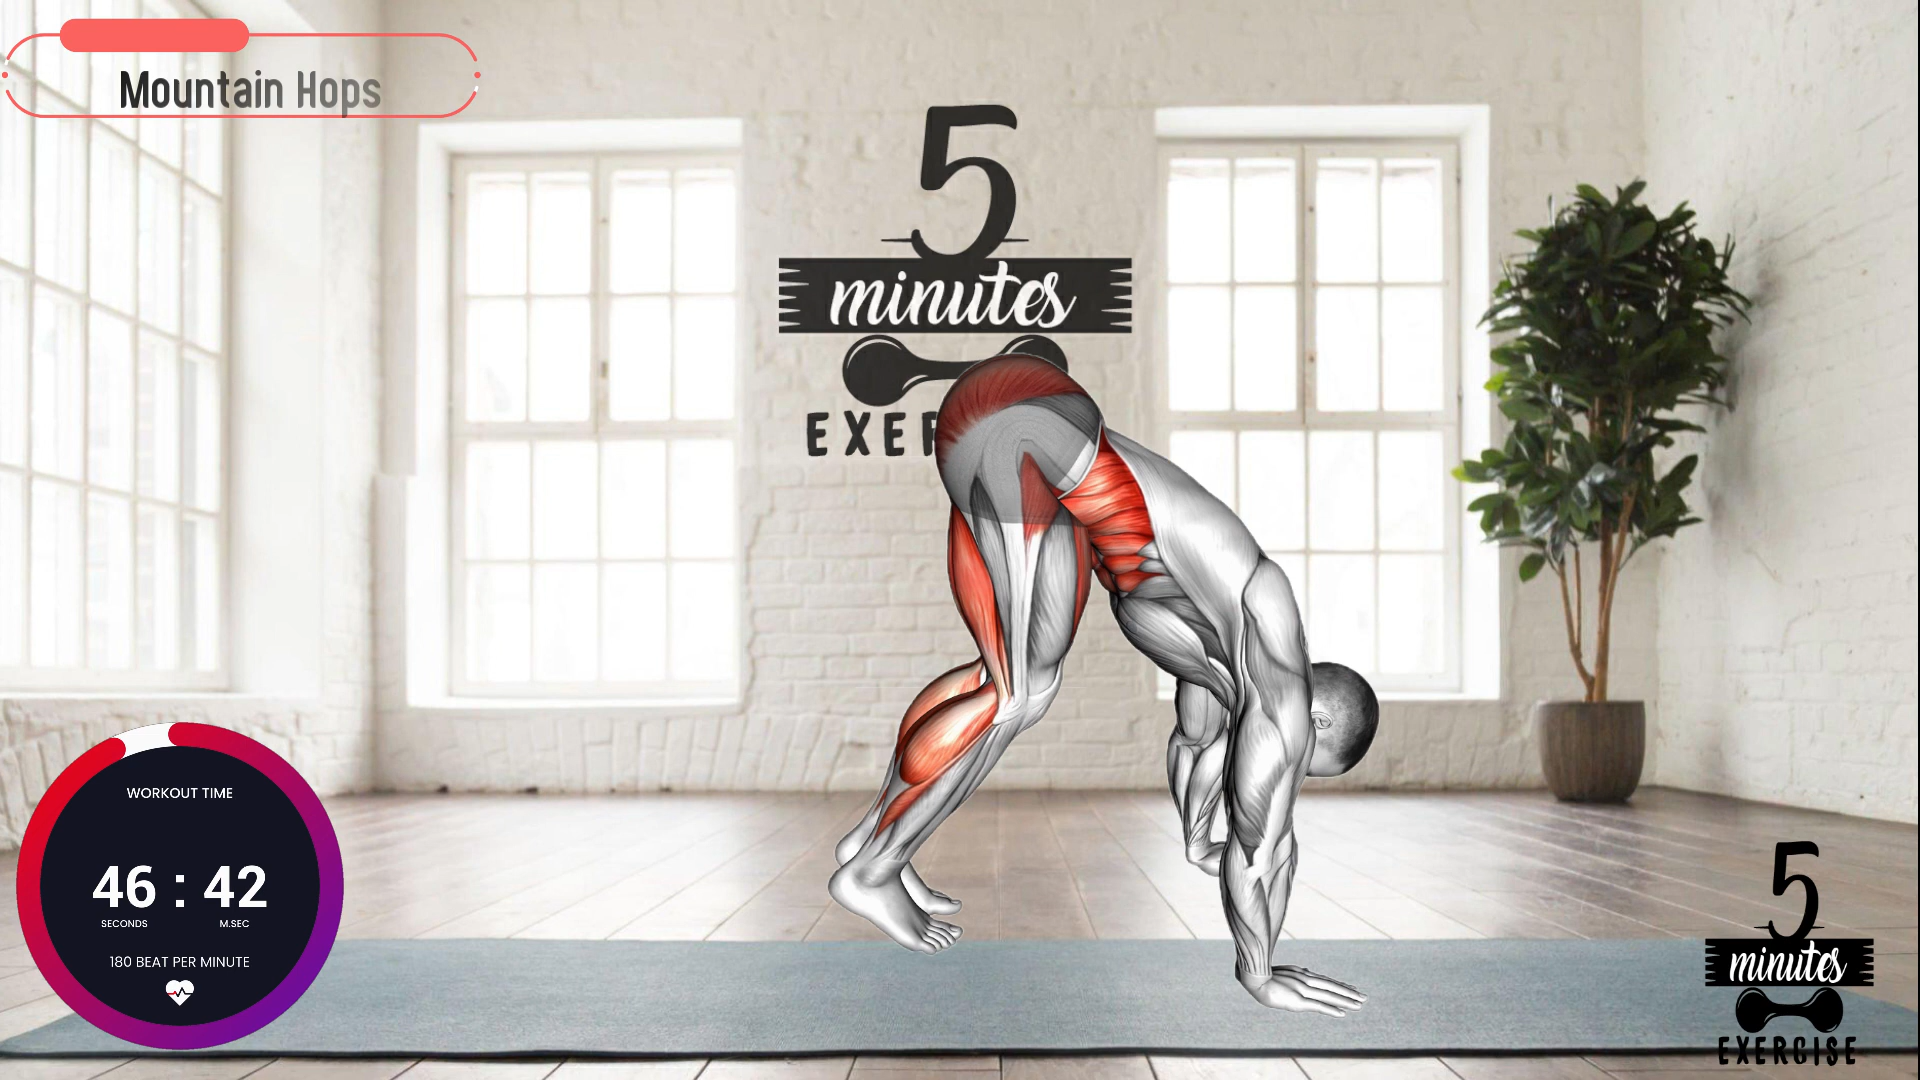 Mountain Hops
5
minutes
EXER
WORKOUT TIME
46 : 42
SECONDS M.SEC
180 BEAT PER MINUTE
5
minutes
EXERCISE